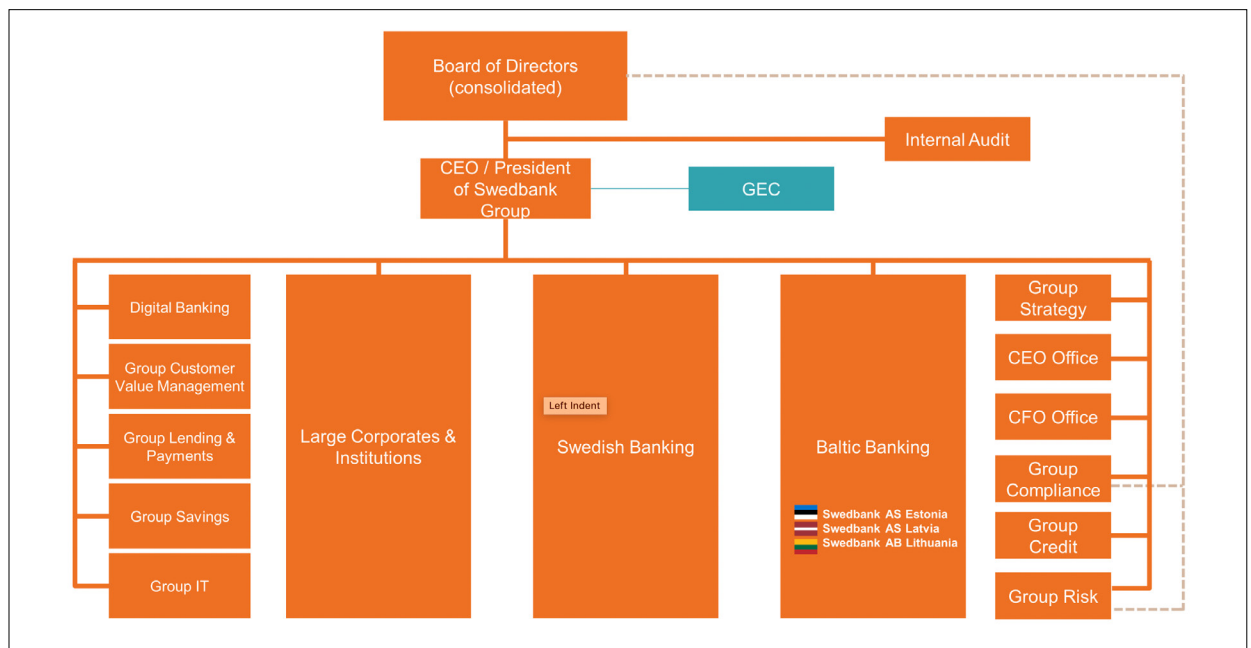 Board of Directors
(consolidated)
Internal Audit
CEO / President
of Swedbank
Group
GEC
Digital Banking
Group Customer
Value Management
Group Lending &
Payments
Group Savings
Group IT
Large Corporates &
Institutions
Left Indent
Swedish Banking
Baltic Banking
Swedbank AS Estonia
Swedbank AS Latvia
Swedbank AB Lithuania
Group
Strategy
CEO Office
CFO Office
Group
Compliance
Group
Credit
Group Risk